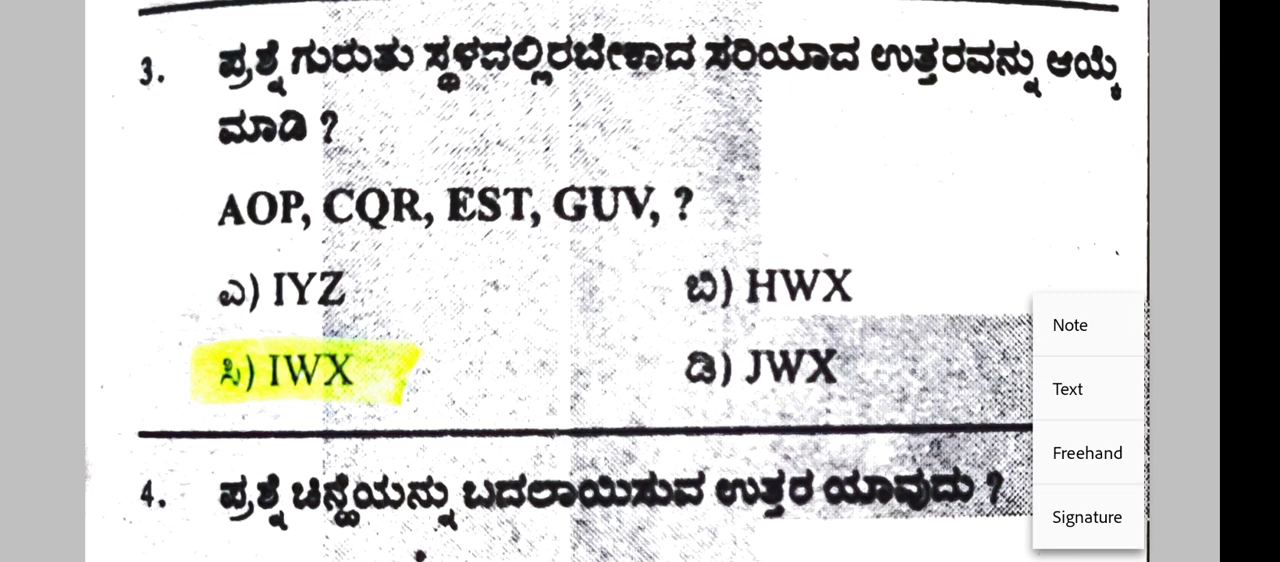 3. ಪ್ರಶ್ನೆ ಗುರುತು ಸ್ಥಳದಲ್ಲಿರಬೇಕಾದ ಸರಿಯಾದ ಉತ್ತರವನ್ನು ಆಯ್ಕೆ
ಮಾಡಿ ?
AOP, CQR, EST, GUV, ?
ಎ) IYZ ಬಿ) HWX
ಸಿ) IWX ಡಿ) JWX
4. ಪ್ರಶ್ನೆ ಚಿನ್ಹೆಯನ್ನು ಬದಲಾಯಿಸುವ ಉತ್ತರ ಯಾವುದು ?
Note
Text
Freehand
Signature